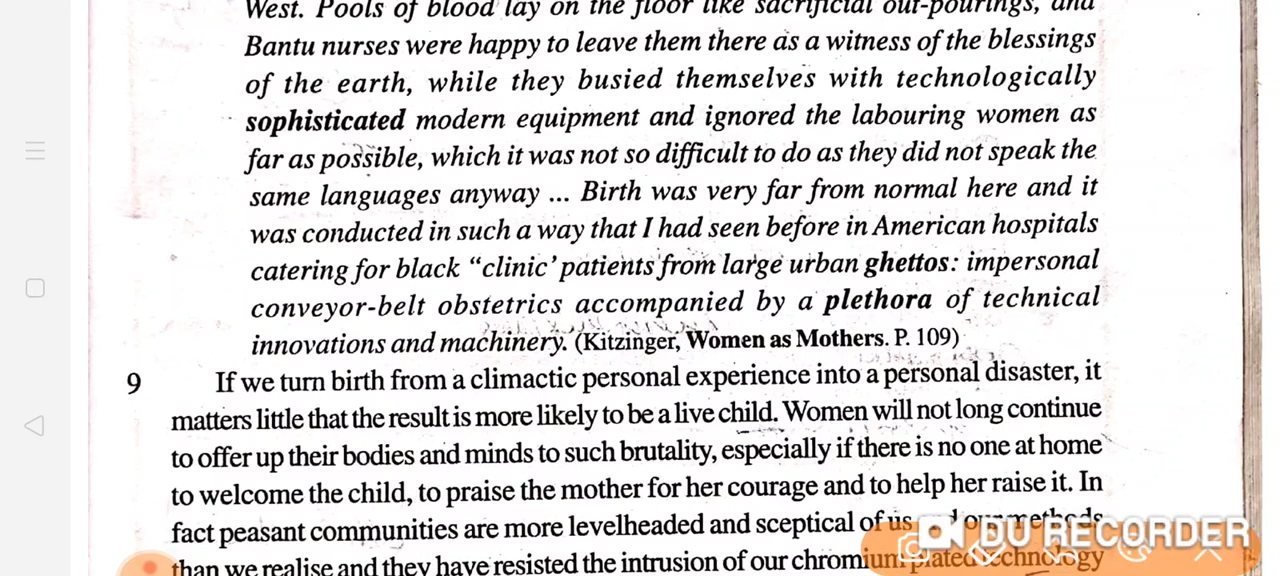 West. Pools of blood lay on the floor like sacrificial out-pourings, and
Bantu nurses were happy to leave them there as a witness of the blessings
of the earth, while they busied themselves with technologically
sophisticated modern equipment and ignored the labouring women as
far as possible, which it was not so difficult to do as they did not speak the
same languages anyway ... Birth was very far from normal here and it
was conducted in such a way that I had seen before in American hospitals
catering for black “clinic’ patients from large urban ghettos: impersonal
conveyor-belt obstetrics accompanied by a plethora of technical
innovations and machinery. (Kitzinger, Women as Mothers. P. 109)
9 If we turn birth from a climactic personal experience into a personal disaster, it
matters little that the result is more likely to be a live child. Women will not long continue
to offer up their bodies and minds to such brutality, especially if there is no one at home
to welcome the child, to praise the mother for her courage and to help her raise it. In
fact peasant communities are more levelheaded and sceptical of us our methods
than we realise and they have resisted the intrusion of our chromium plated technology
DU RECORDER